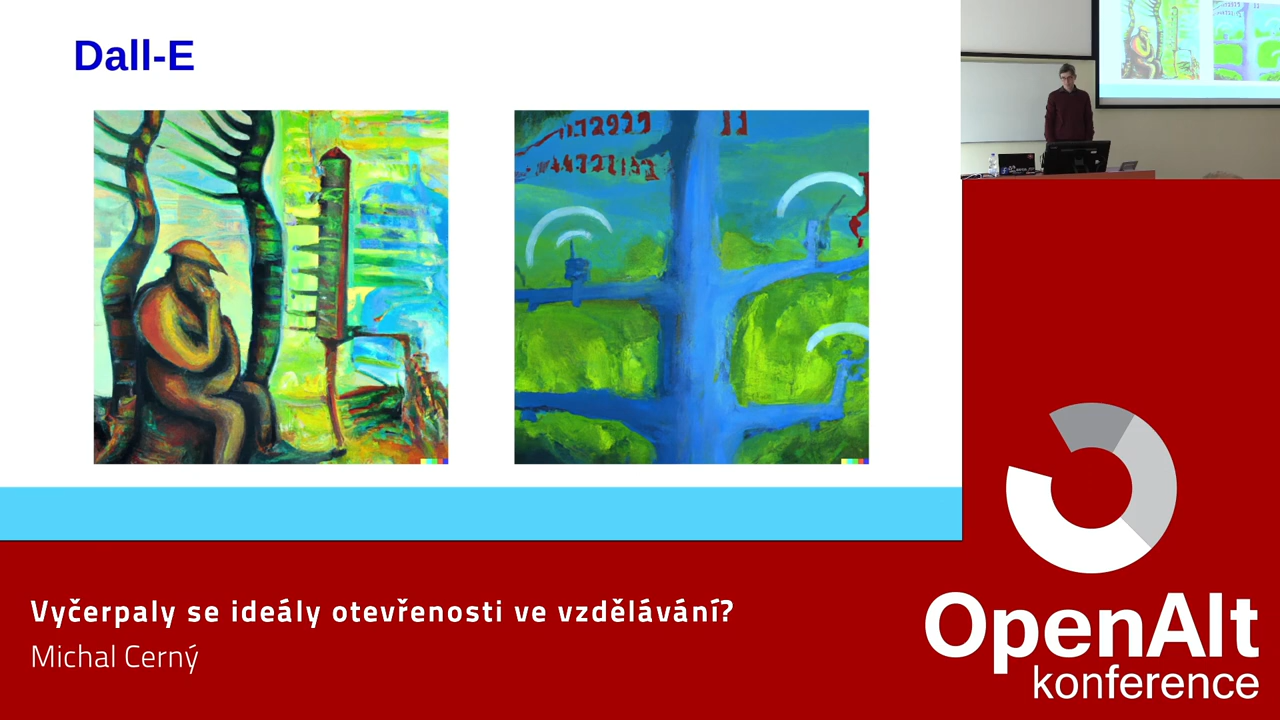 Dall-E
Vyčerpaly se ideály otevřenosti ve vzdělávání?
Michal Cerný
OpenAlt
konference